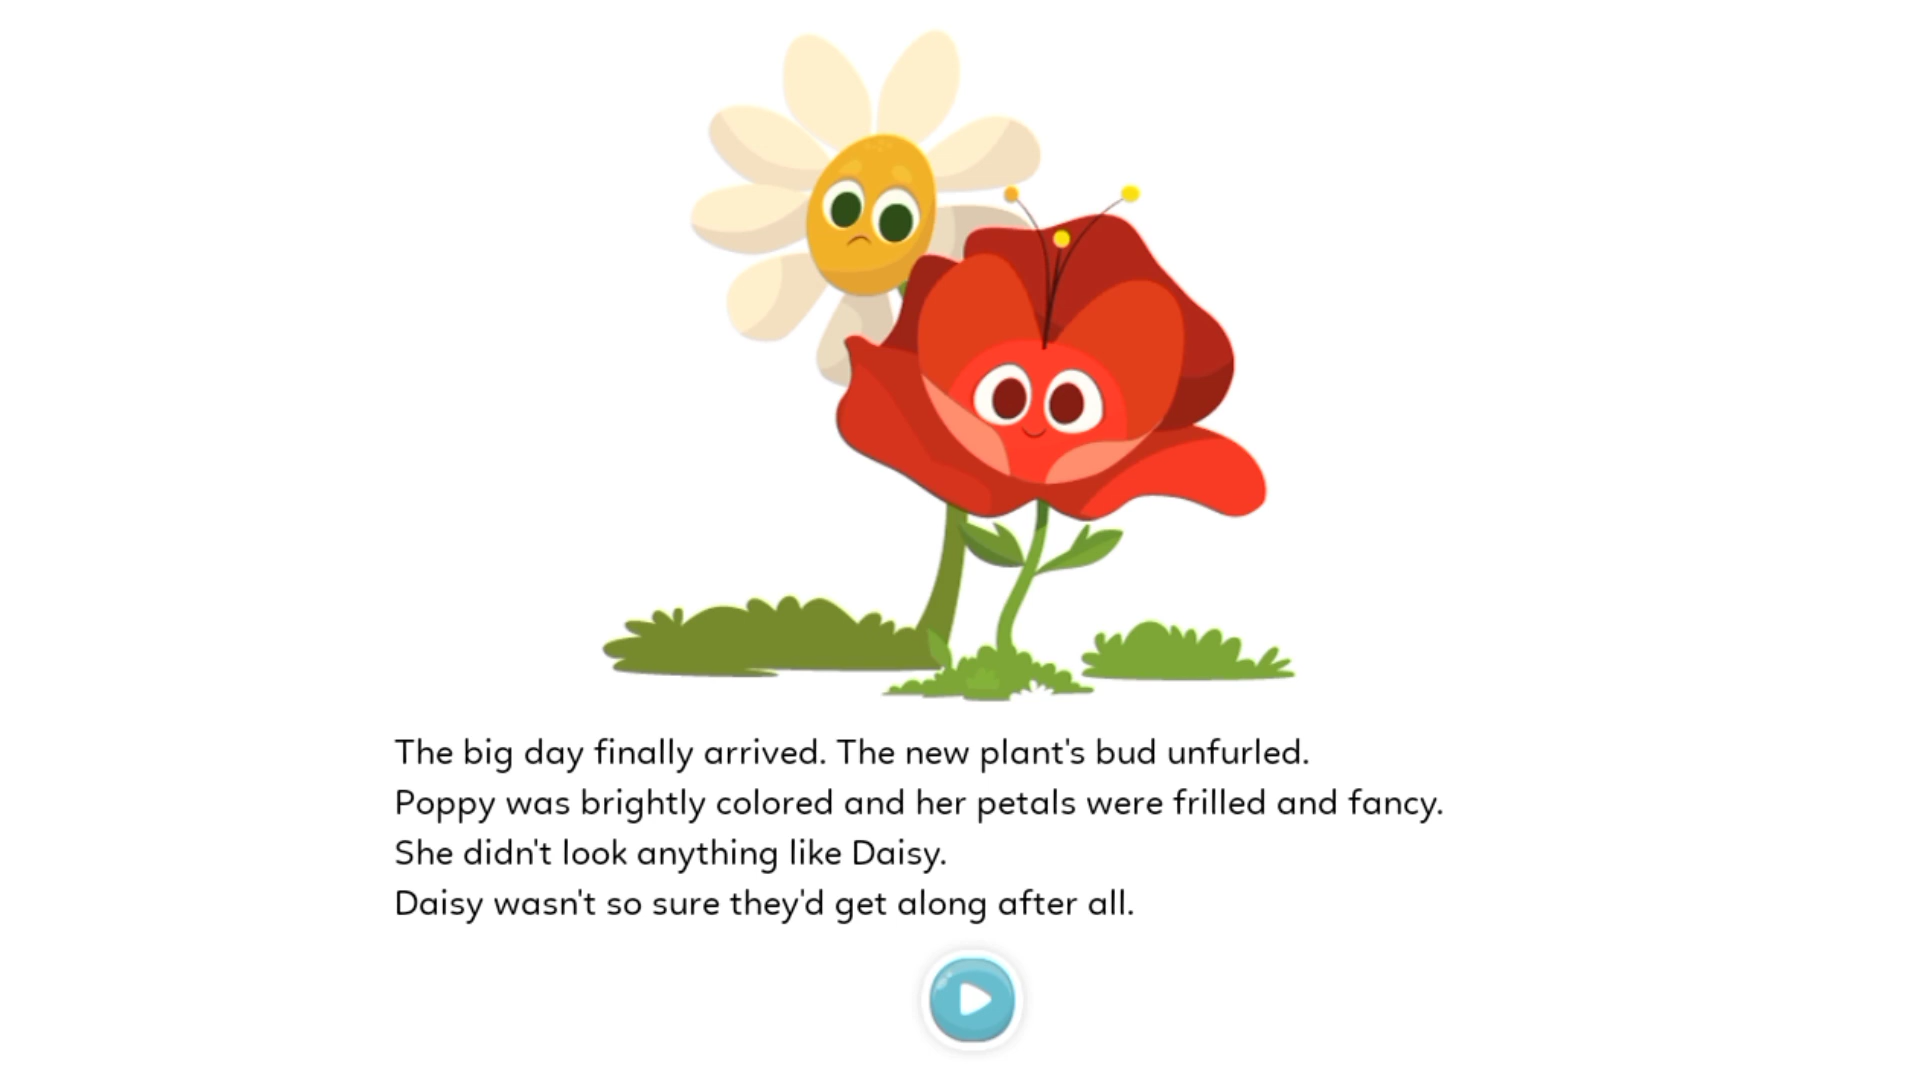 The big day finally arrived. The new plant's bud unfurled.
Poppy was brightly colored and her petals were frilled and fancy.
She didn't look anything like Daisy.
Daisy wasn't so sure they'd get along after all.